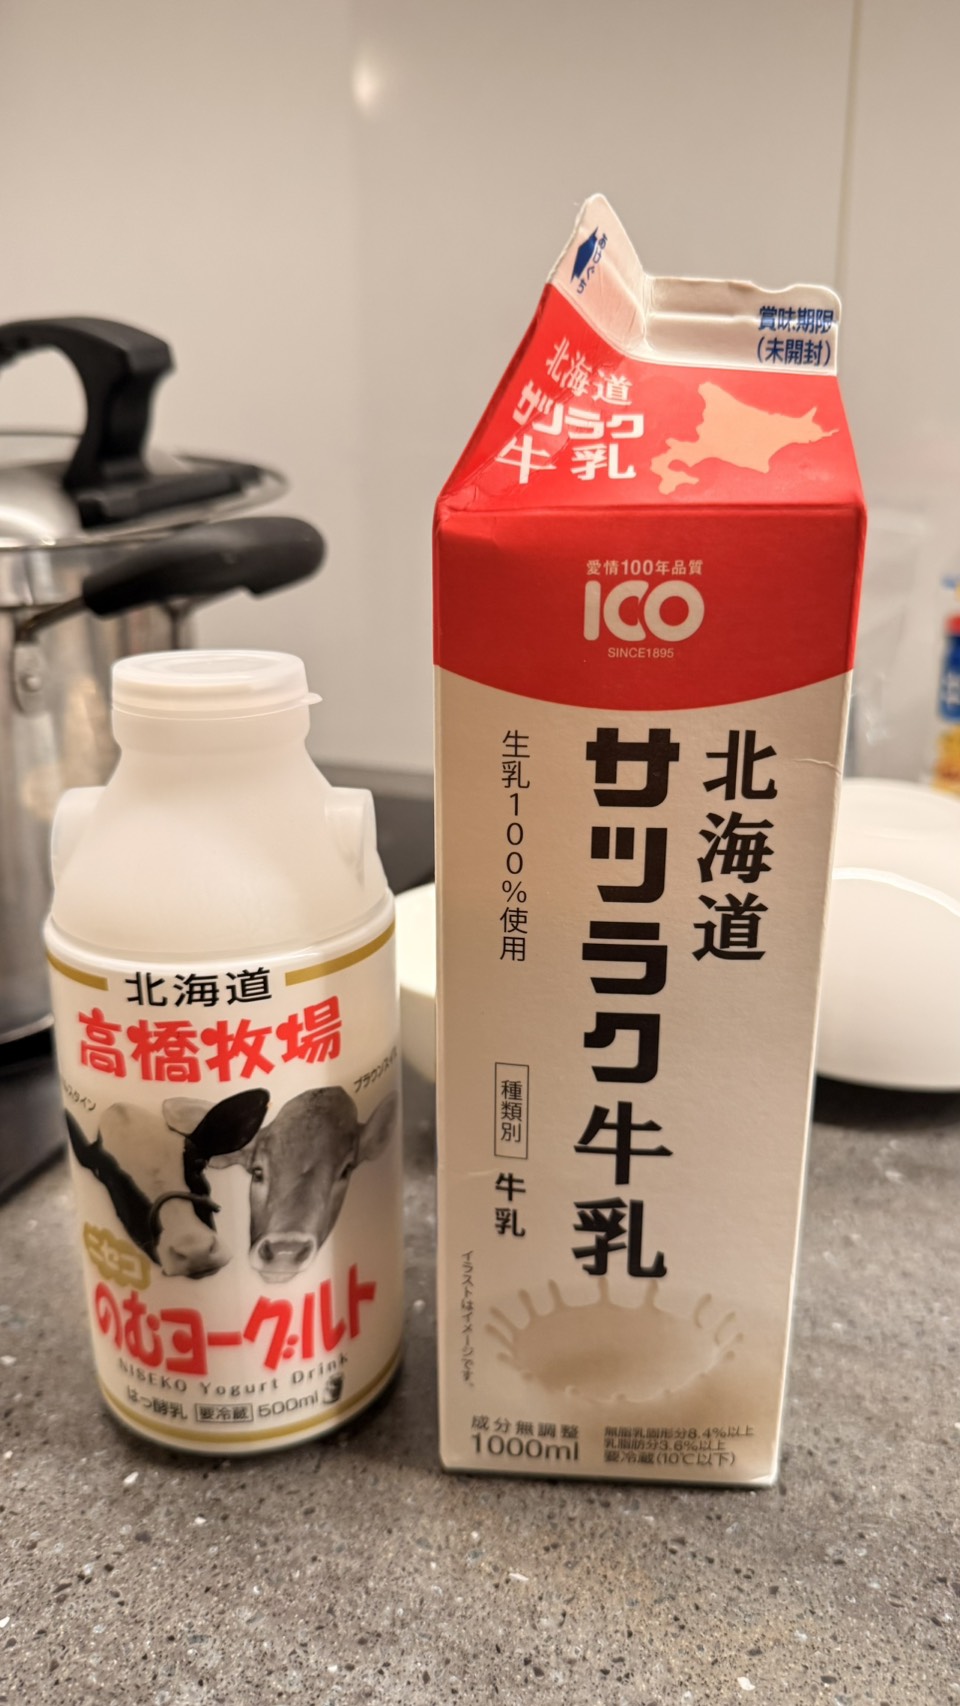 北海道
高橋牧場
ニセコ
のむヨーグルト
NISEKO Yogurt Drink
はっ酵乳 要冷蔵 500ml
あけぐち
賞味期限
(未開封)
北海道
サツラク
牛乳
愛情100年品質
100
SINCE1895
北海道
サツラク牛乳
生乳100%使用
種類別 牛乳
イラストはイメージです。
成分無調整
1000ml
無脂乳固形分8.4%以上
乳脂肪分3.6%以上
要冷蔵(10℃以下)